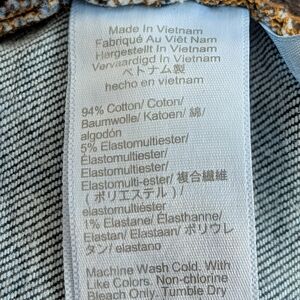 Made In Vietnam
Fabriqué Au Viêt Nam
Hergestellt In Vietnam
Vervaardigd In Vietnam
ベトナム製
hecho en vietnam
94% Cotton/ Coton/
Baumwolle/ Katoen/ 綿/
algodón
5% Elastomultiester/
Élastomultiester/
Elastomultiester/
Elastomulti-ester/ 複合繊維
(ポリエステル)/
elastomultiéster
1% Elastane/ Élasthanne/
Elastan/ Elastaan/ ポリウレ
タン/ elastano
Machine Wash Cold. With
Like Colors. Non-chlorine
Bleach Only. Tumble Dry